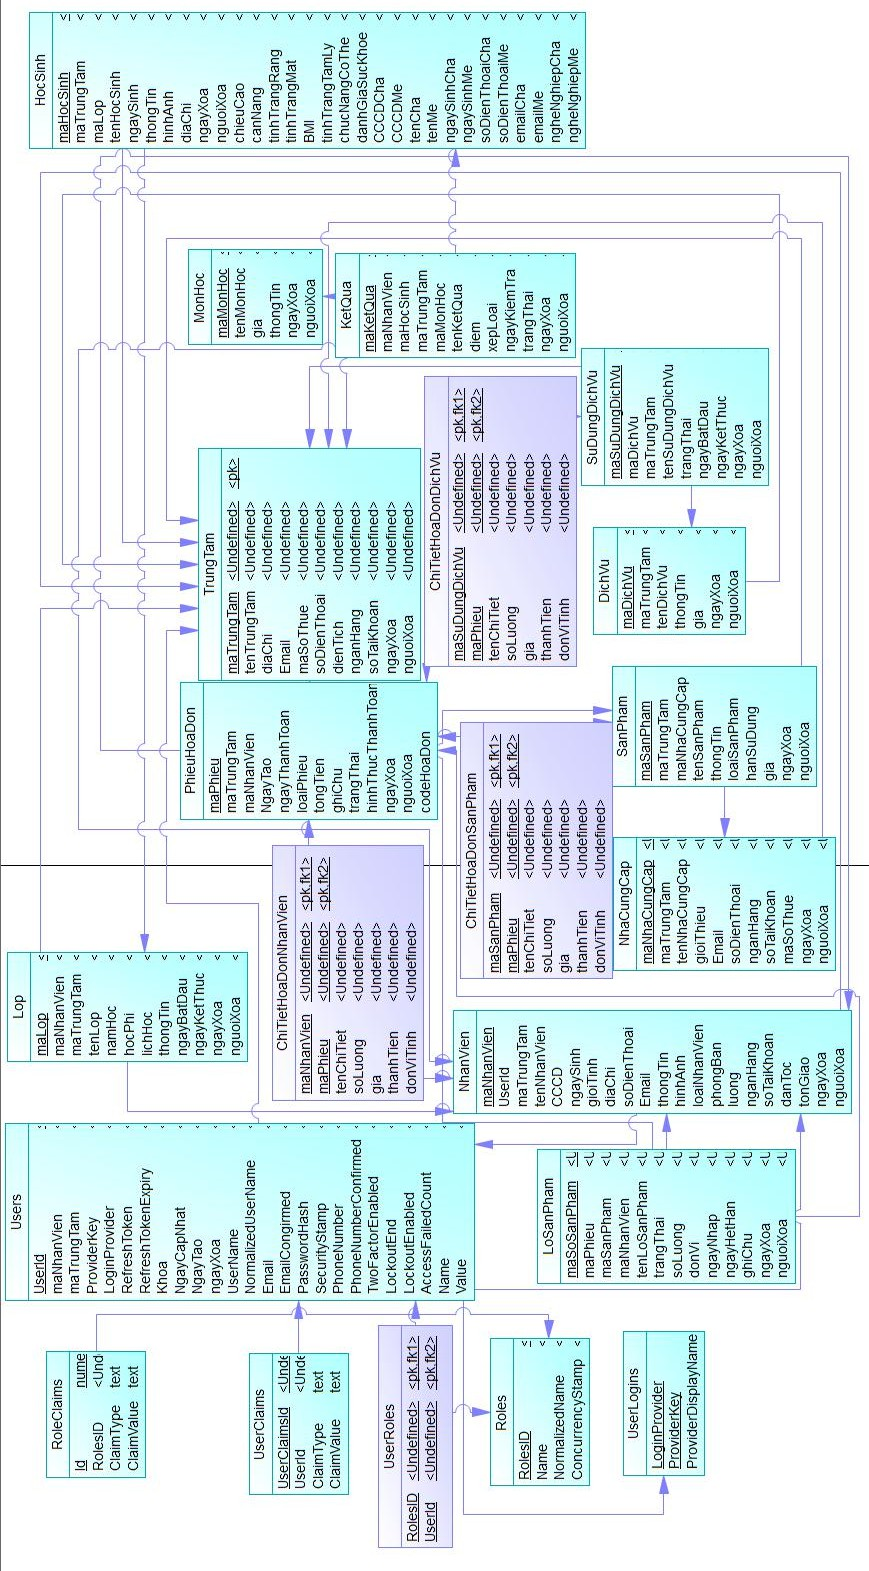 RoleClaims
Id nume
RolesID <Und
ClaimType text
ClaimValue text
UserClaims
UserClaimsId <Unde
UserId <Unde
ClaimType text
ClaimValue text
UserRoles
RolesID <Undefined> <pk.fk1>
UserId <Undefined> <pk.fk2>
Roles
RolesID <
Name <
NormalizedName <
ConcurrencyStamp <
UserLogins
LoginProvider
ProviderKey
ProviderDisplayName
Users
UserId
maNhanVien
maTrungTam
ProviderKey
LoginProvider
RefreshToken
RefreshTokenExpiry
Khoa
NgayCapNhat
NgayTao
ngayXoa
UserName
NormalizedUserName
Email
EmailCongirmed
PasswordHash
SecurityStamp
PhoneNumber
PhoneNumberConfirmed
TwoFactorEnabled
LockoutEnd
LockoutEnabled
AccessFailedCount
Name
Value
LoSanPham
maSoSanPham <U
maPhieu <U
maSanPham <U
maNhanVien <U
tenLoSanPham <U
trangThai <U
soLuong <U
donVi <U
ngayNhap <U
ngayHetHan <U
ghiChu <U
ngayXoa <U
nguoiXoa <U
Lop
maLop <
maNhanVien <
maTrungTam <
tenLop <
namHoc <
hocPhi <
lichHoc <
thongTin <
ngayBatDau <
ngayKetThuc <
ngayXoa <
nguoiXoa <
ChiTietHoaDonNhanVien
maNhanVien <Undefined> <pk.fk1>
maPhieu <Undefined> <pk.fk2>
tenChiTiet <Undefined>
soLuong <Undefined>
gia <Undefined>
thanhTien <Undefined>
donViTinh <Undefined>
NhanVien
maNhanVien
UserId
maTrungTam
tenNhanVien
CCCD
ngaySinh
gioiTinh
diaChi
soDienThoai
Email
thongTin
hinhAnh
loaiNhanVien
phongBan
luong
nganHang
soTaiKhoan
danToc
tonGiao
ngayXoa
nguoiXoa
PhieuHoaDon
maPhieu
maTrungTam
maNhanVien
NgayTao
ngayThanhToan
loaiPhieu
tongTien
ghiChu
trangThai
hinhThucThanhToan
ngayXoa
nguoiXoa
codeHoaDon
ChiTietHoaDonSanPham
maSanPham <Undefined> <pk.fk1>
maPhieu <Undefined> <pk.fk2>
tenChiTiet <Undefined>
soLuong <Undefined>
gia <Undefined>
thanhTien <Undefined>
donViTinh <Undefined>
NhaCungCap
maNhaCungCap <U
maTrungTam <U
tenNhaCungCap <U
gioiThieu <U
Email <U
soDienThoai <U
nganHang <U
soTaiKhoan <U
maSoThue <U
ngayXoa <U
nguoiXoa <U
SanPham
maSanPham
maTrungTam
maNhaCungCap
tenSanPham
thongTin
loaiSanPham
hanSuDung
gia
ngayXoa
nguoiXoa
TrungTam
maTrungTam <Undefined> <pk>
tenTrungTam <Undefined>
diaChi <Undefined>
Email <Undefined>
maSoThue <Undefined>
soDienThoai <Undefined>
dienTich <Undefined>
nganHang <Undefined>
soTaiKhoan <Undefined>
ngayXoa <Undefined>
nguoiXoa <Undefined>
ChiTietHoaDonDichVu
maSuDungDichVu <Undefined> <pk.fk1>
maPhieu <Undefined> <pk.fk2>
tenChiTiet <Undefined>
soLuong <Undefined>
gia <Undefined>
thanhTien <Undefined>
donViTinh <Undefined>
DichVu
maDichVu <
maTrungTam <
tenDichVu <
thongTin <
gia <
ngayXoa <
nguoiXoa <
SuDungDichVu
maSuDungDichVu
maDichVu
maTrungTam
tenSuDungDichVu
trangThai
ngayBatDau
ngayKetThuc
ngayXoa
nguoiXoa
MonHoc
maMonHoc
tenMonHoc
gia
thongTin
ngayXoa
nguoiXoa
KetQua
maKetQua
maNhanVien
maHocSinh
maTrungTam
maMonHoc
tenKetQua
diem
xepLoai
ngayKiemTra
trangThai
ngayXoa
nguoiXoa
HocSinh
maHocSinh <
maTrungTam <
maLop <
tenHocSinh <
ngaySinh <
thongTin <
hinhAnh <
diaChi <
ngayXoa <
nguoiXoa <
chieuCao <
canNang <
tinhTrangRang <
tinhTrangMat <
BMI <
tinhTrangTamLy <
chucNangCoThe <
danhGiaSucKhoe <
CCCDCha <
CCCDMe <
tenCha <
tenMe <
ngaySinhCha <
ngaySinhMe <
soDienThoaiCha <
soDienThoaiMe <
emailCha <
emailMe <
ngheNghiepCha <
ngheNghiepMe <